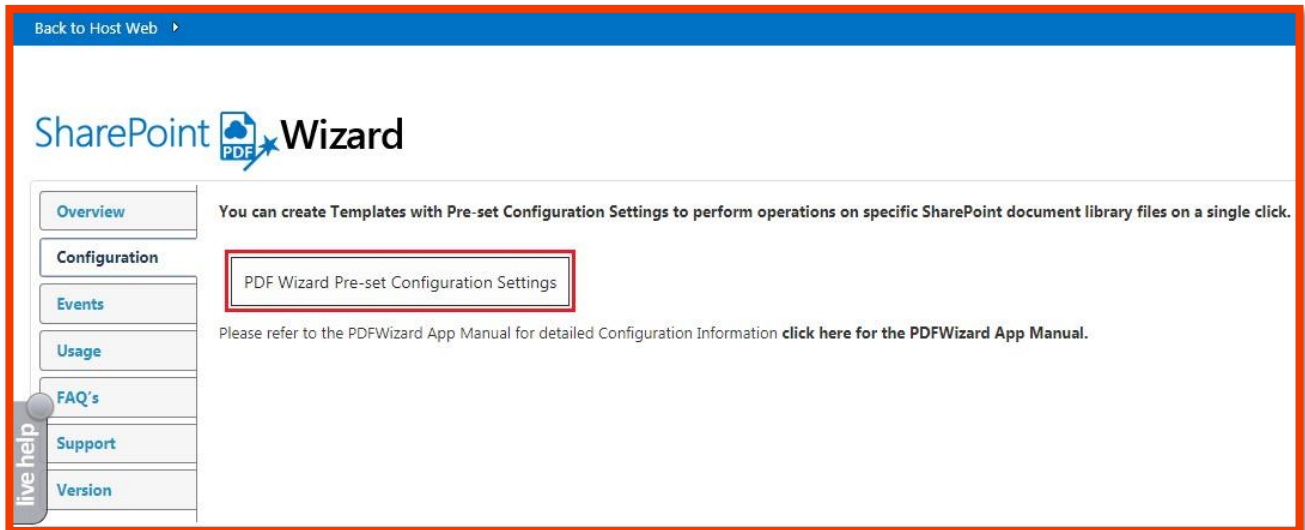 Back to Host Web
SharePoint PDF Wizard
Overview
You can create Templates with Pre-set Configuration Settings to perform operations on specific SharePoint document library files on a single click.
Configuration
PDF Wizard Pre-set Configuration Settings
Events
Please refer to the PDFWizard App Manual for detailed Configuration Information click here for the PDFWizard App Manual.
Usage
FAQ's
Support
Version
live help